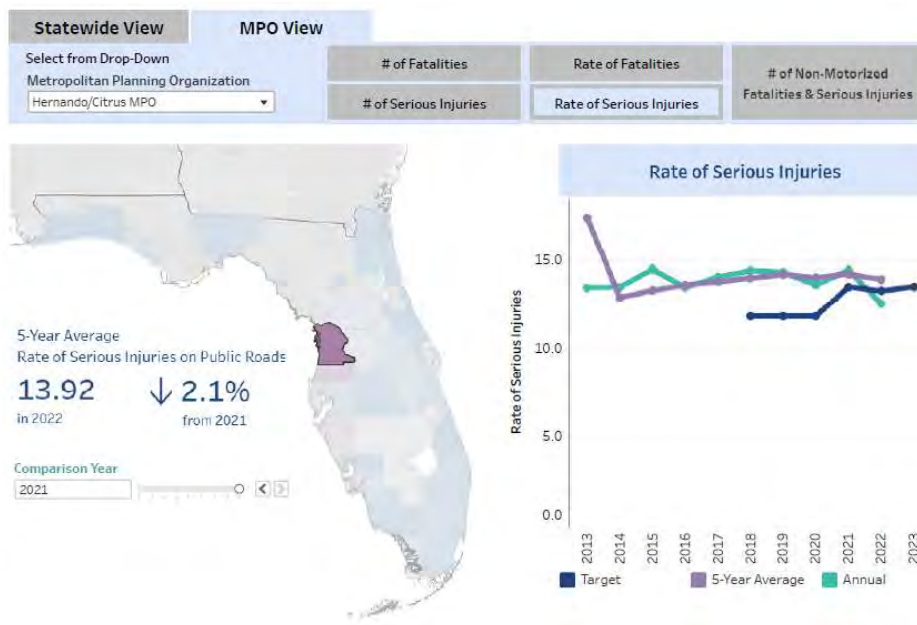 Statewide View
MPO View
Select from Drop-Down
Metropolitan Planning Organization
Hernando/Citrus MPO
# of Fatalities
Rate of Fatalities
# of Non-Motorized
Fatalities & Serious Injuries
# of Serious Injuries
Rate of Serious Injuries
5-Year Average
Rate of Serious Injuries on Public Roads
13.92
↓ 2.1%
in 2022
from 2021
Comparison Year
2021
Rate of Serious Injuries
Rate of Serious Injuries
15.0
10.0
5.0
0.0
2013
2014
2015
2016
2017
2018
2019
2020
2021
2022
2023
Target
5-Year Average
Annual